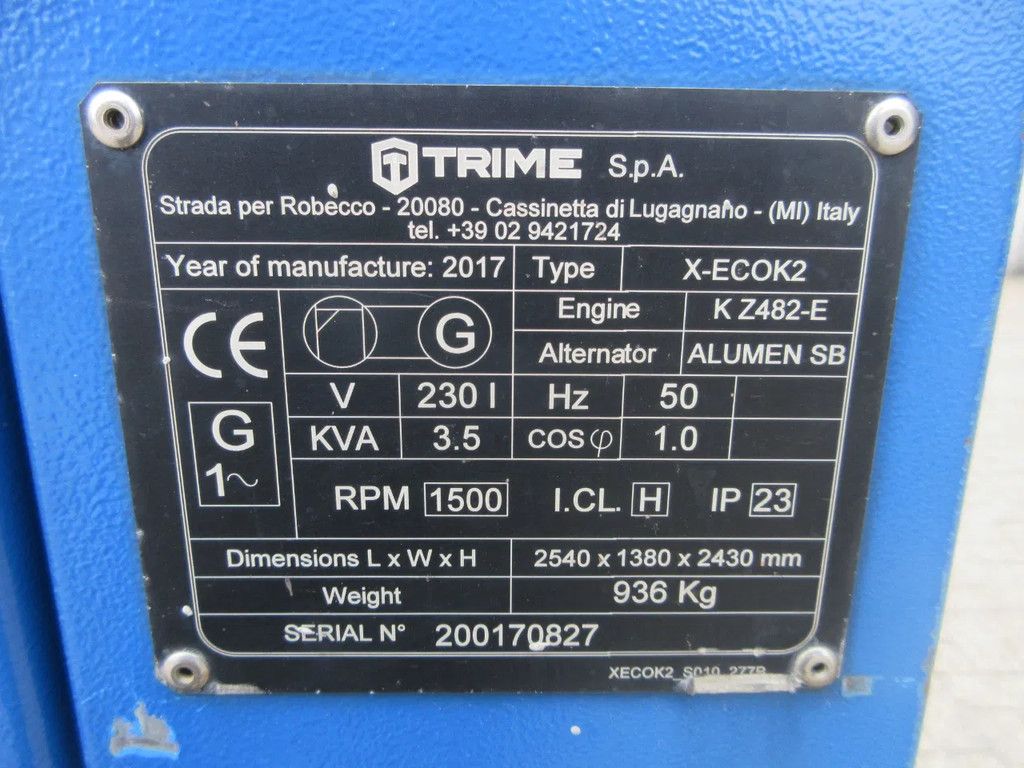 TRIME S.p.A.
Strada per Robecco - 20080 - Cassinetta di Lugagnano - (MI) Italy
tel. +39 02 9421724
Year of manufacture: 2017 Type X-ECOK2
CE G Engine K Z482-E
Alternator ALUMEN SB
V 230 I Hz 50
G KVA 3.5 COS φ 1.0
1~ RPM 1500 I.CL. H IP 23
Dimensions L x W x H 2540 x 1380 x 2430 mm
Weight 936 Kg
SERIAL N° 200170827
XECOK2_S010_277B